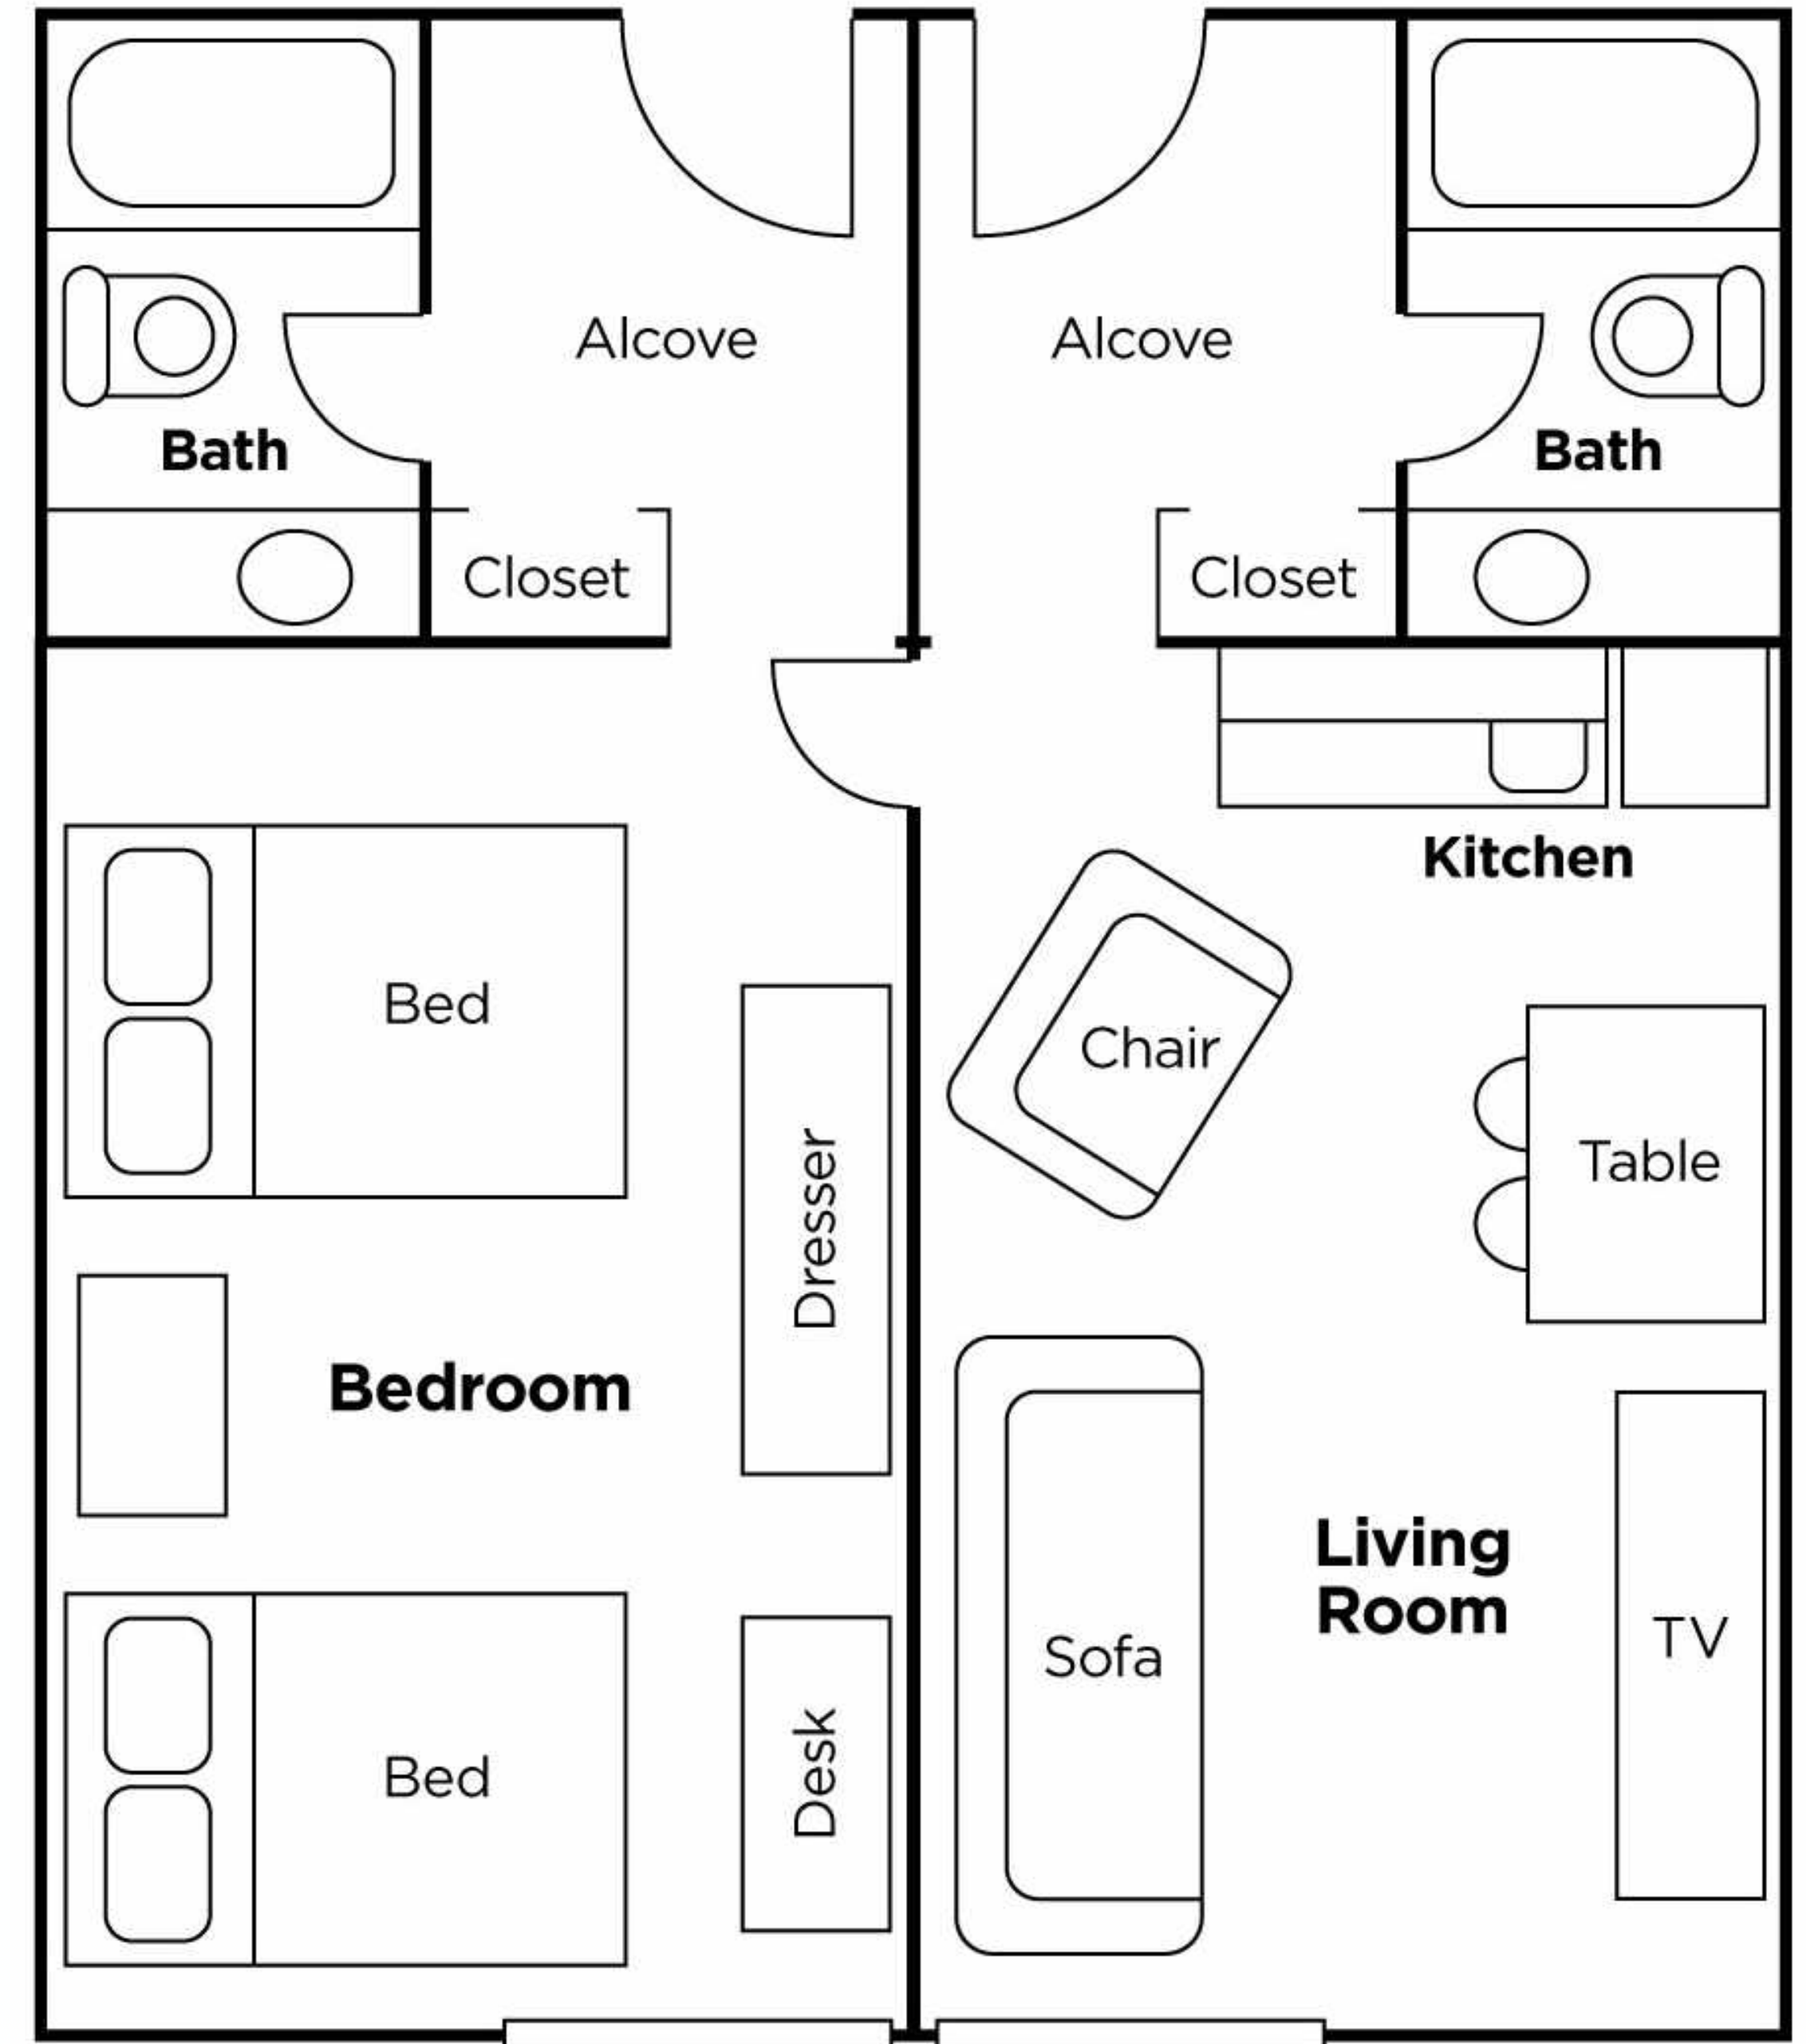 Alcove
Alcove
Bath
Bath
Closet
Closet
Kitchen
Bed
Chair
Table
Dresser
Bedroom
Living
Room
Sofa
TV
Bed
Desk